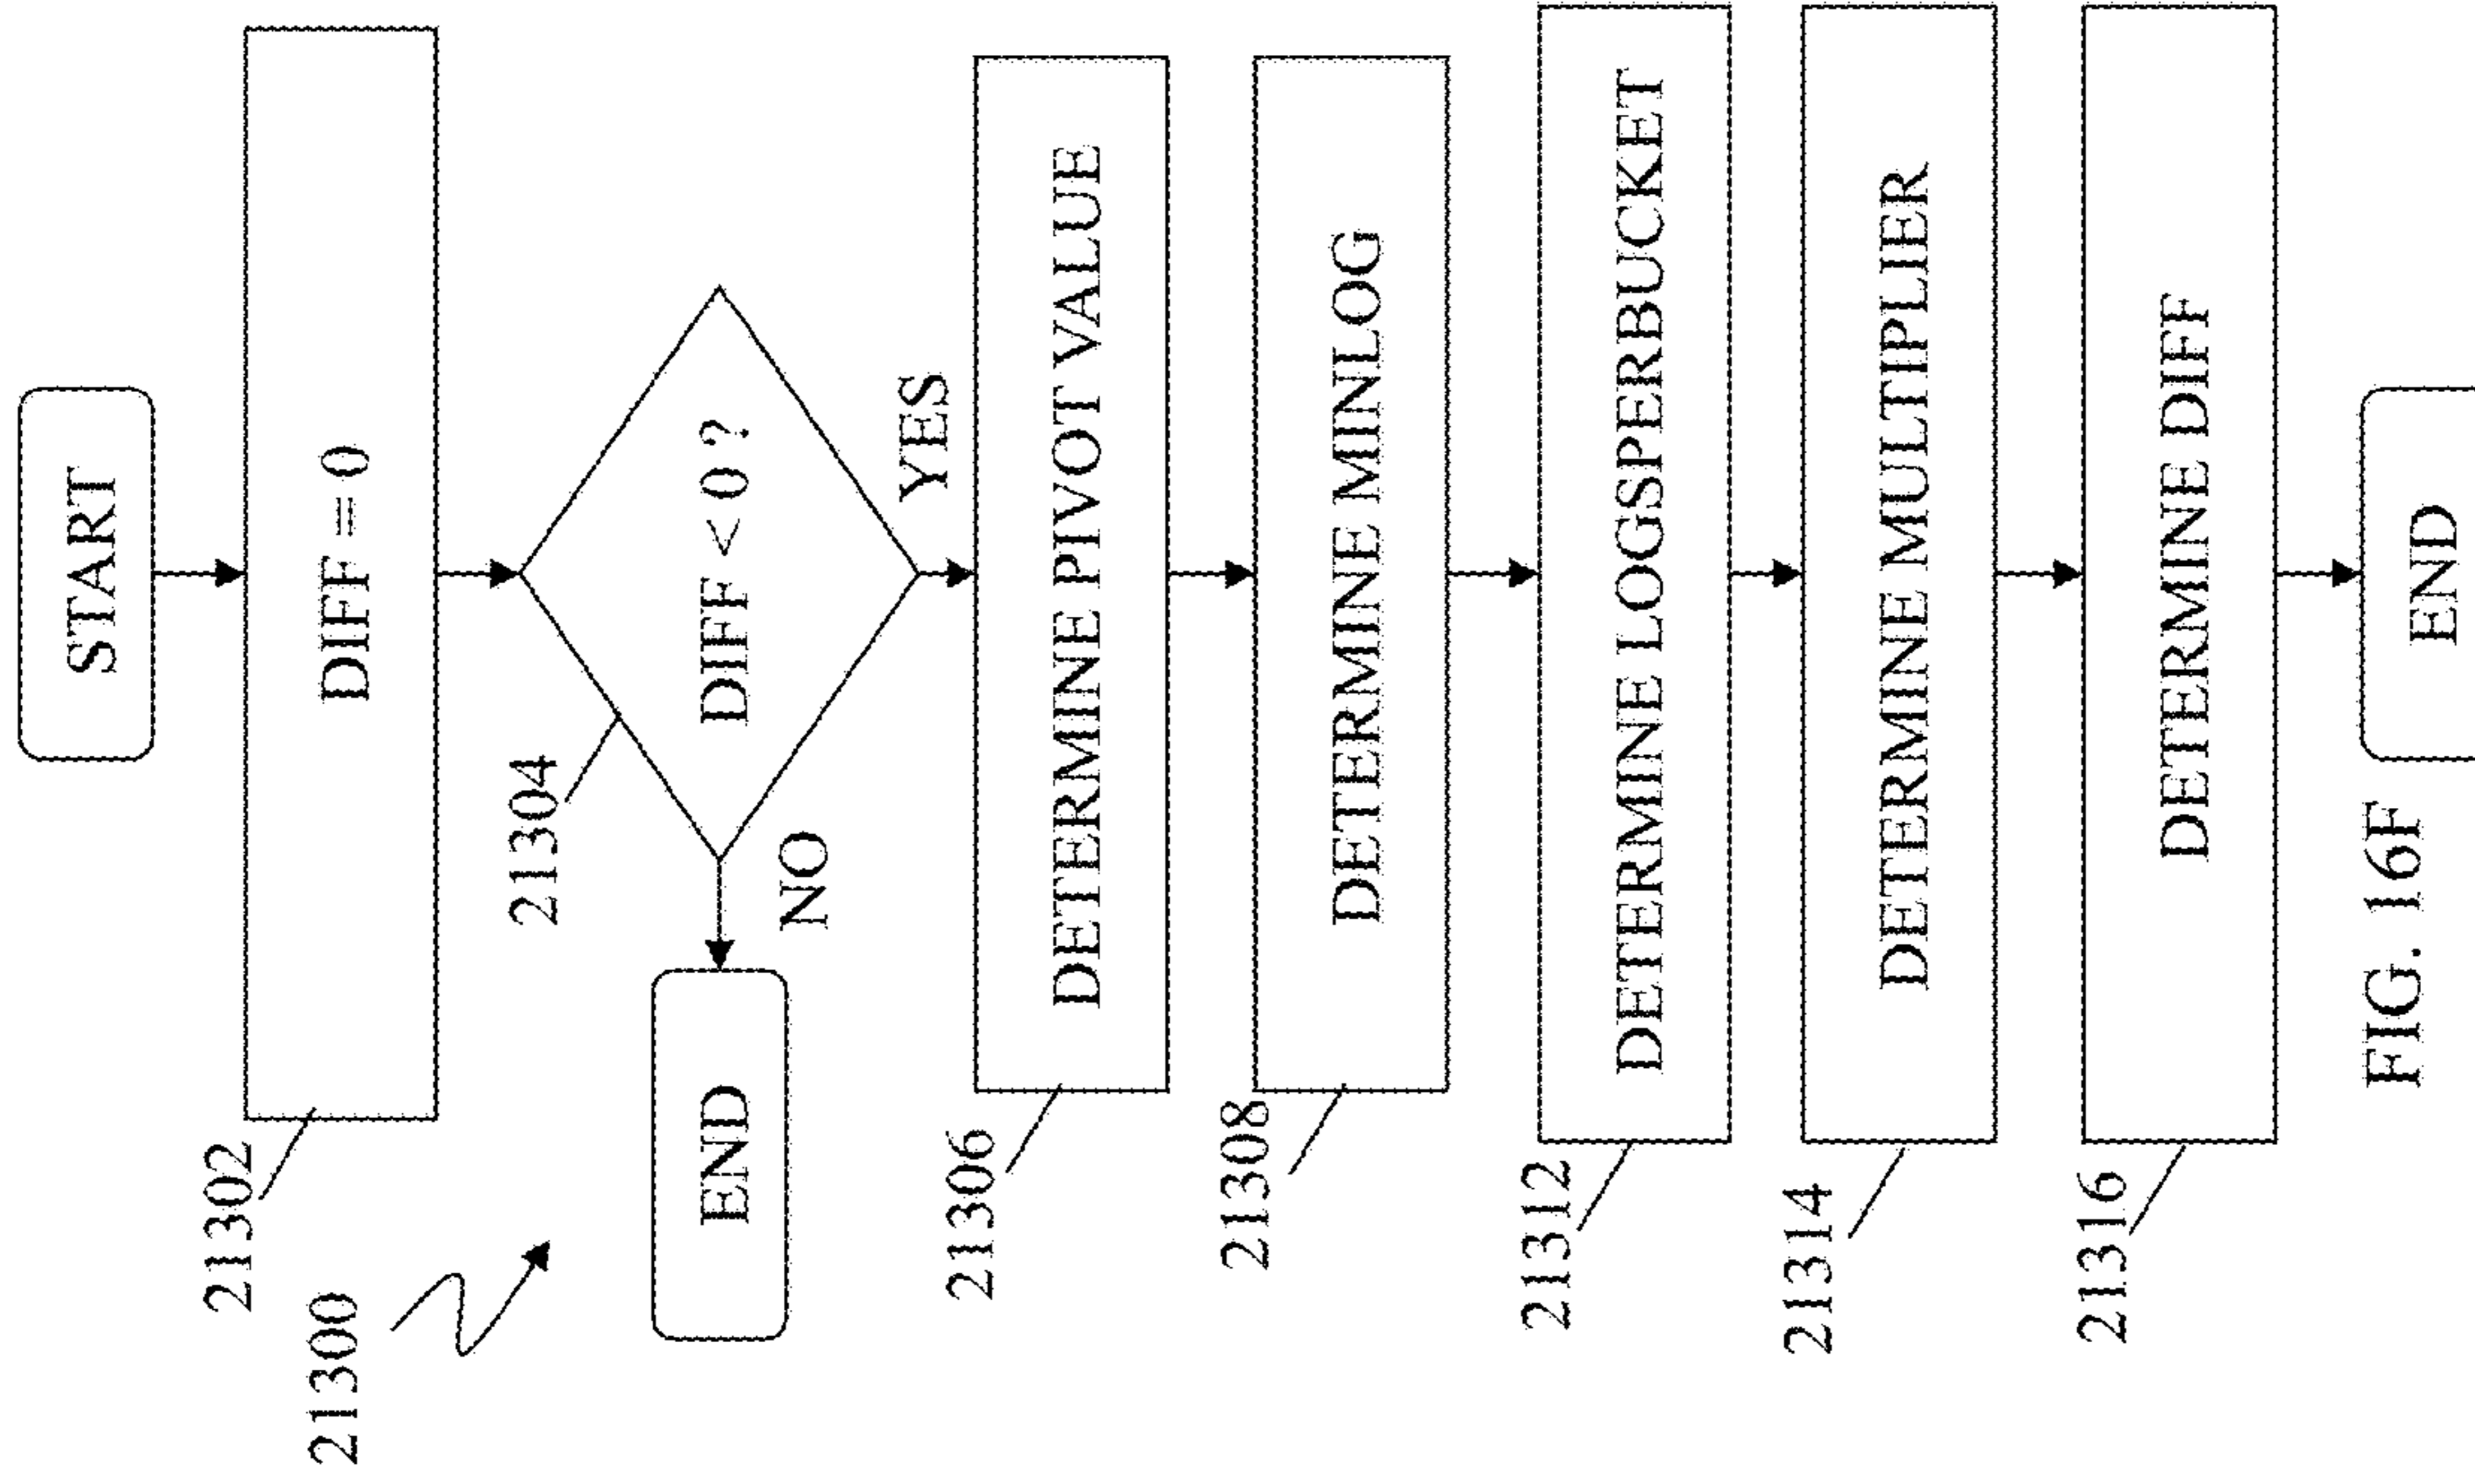 START
21302
DIFF = 0
21300
21304
DIFF < 0 ?
NO
END
YES
21306
DETERMINE PIVOT VALUE
21308
DETERMINE MINLOG
21312
DETERMINE LOGSPERBUCKET
21314
DETERMINE MULTIPLIER
21316
DETERMINE DIFF
END
FIG. 16F